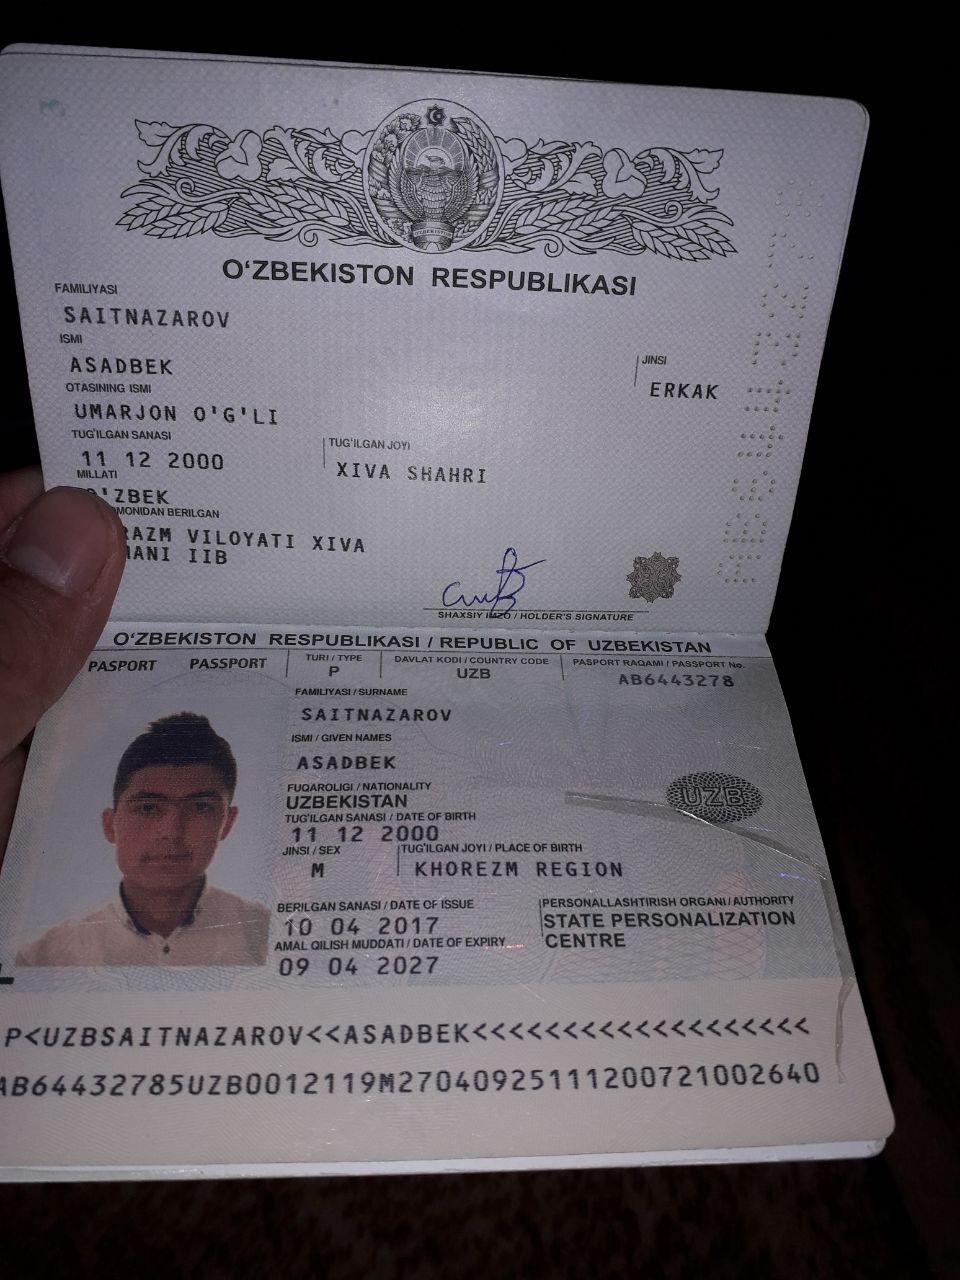 O'ZBEKISTON RESPUBLIKASI
FAMILIYASI
SAITNAZAROV
ISMI
ASADBEK
JINSI
ERKAK
OTASINING ISMI
UMARJON O'G'LI
TUG'ILGAN SANASI
11 12 2000
TUG'ILGAN JOYI
XIVA SHAHRI
MILLATI
'ZBEK
MONIDAN BERILGAN
RAZM VILOYATI XIVA
MANI IIB
SHAXSIY IMZO / HOLDER'S SIGNATURE
O'ZBEKISTON RESPUBLIKASI / REPUBLIC OF UZBEKISTAN
PASPORT PASSPORT
TURI / TYPE
P
DAVLAT KODI / COUNTRY CODE
UZB
PASPORT RAQAMI / PASSPORT No.
AB6443278
FAMILIYASI / SURNAME
SAITNAZAROV
ISMI / GIVEN NAMES
ASADBEK
FUQAROLIGI / NATIONALITY
UZBEKISTAN
UZB
TUG'ILGAN SANASI / DATE OF BIRTH
11 12 2000
JINSI / SEX
M
TUG'ILGAN JOYI / PLACE OF BIRTH
KHOREZM REGION
BERILGAN SANASI / DATE OF ISSUE
10 04 2017
PERSONALLASHTIRISH ORGANI / AUTHORITY
STATE PERSONALIZATION
CENTRE
AMAL QILISH MUDDATI / DATE OF EXPIRY
09 04 2027
P<UZBSAITNAZAROV<<ASADBEK<<<<<<<<<<<<<<<<<<<
AB64432785UZB0012119M27040925111200721002640